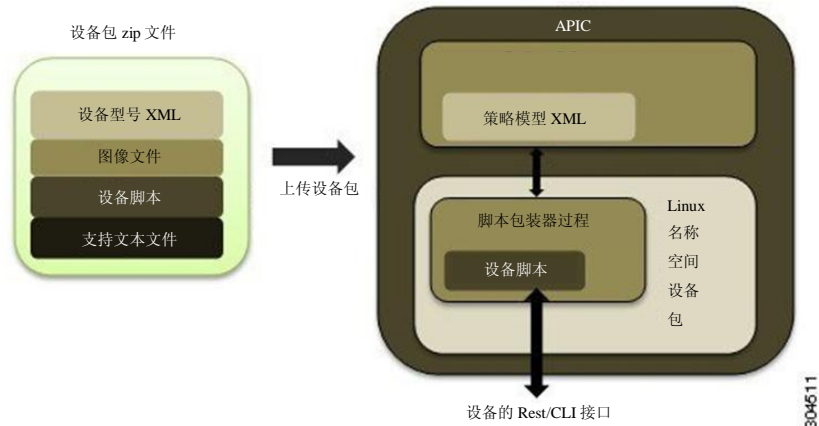 设备包 zip 文件
设备型号 XML
图像文件
设备脚本
支持文本文件
上传设备包
APIC
策略模型 XML
脚本包装器过程
设备脚本
Linux
名称
空间
设备
包
设备的 Rest/CLI 接口
304511